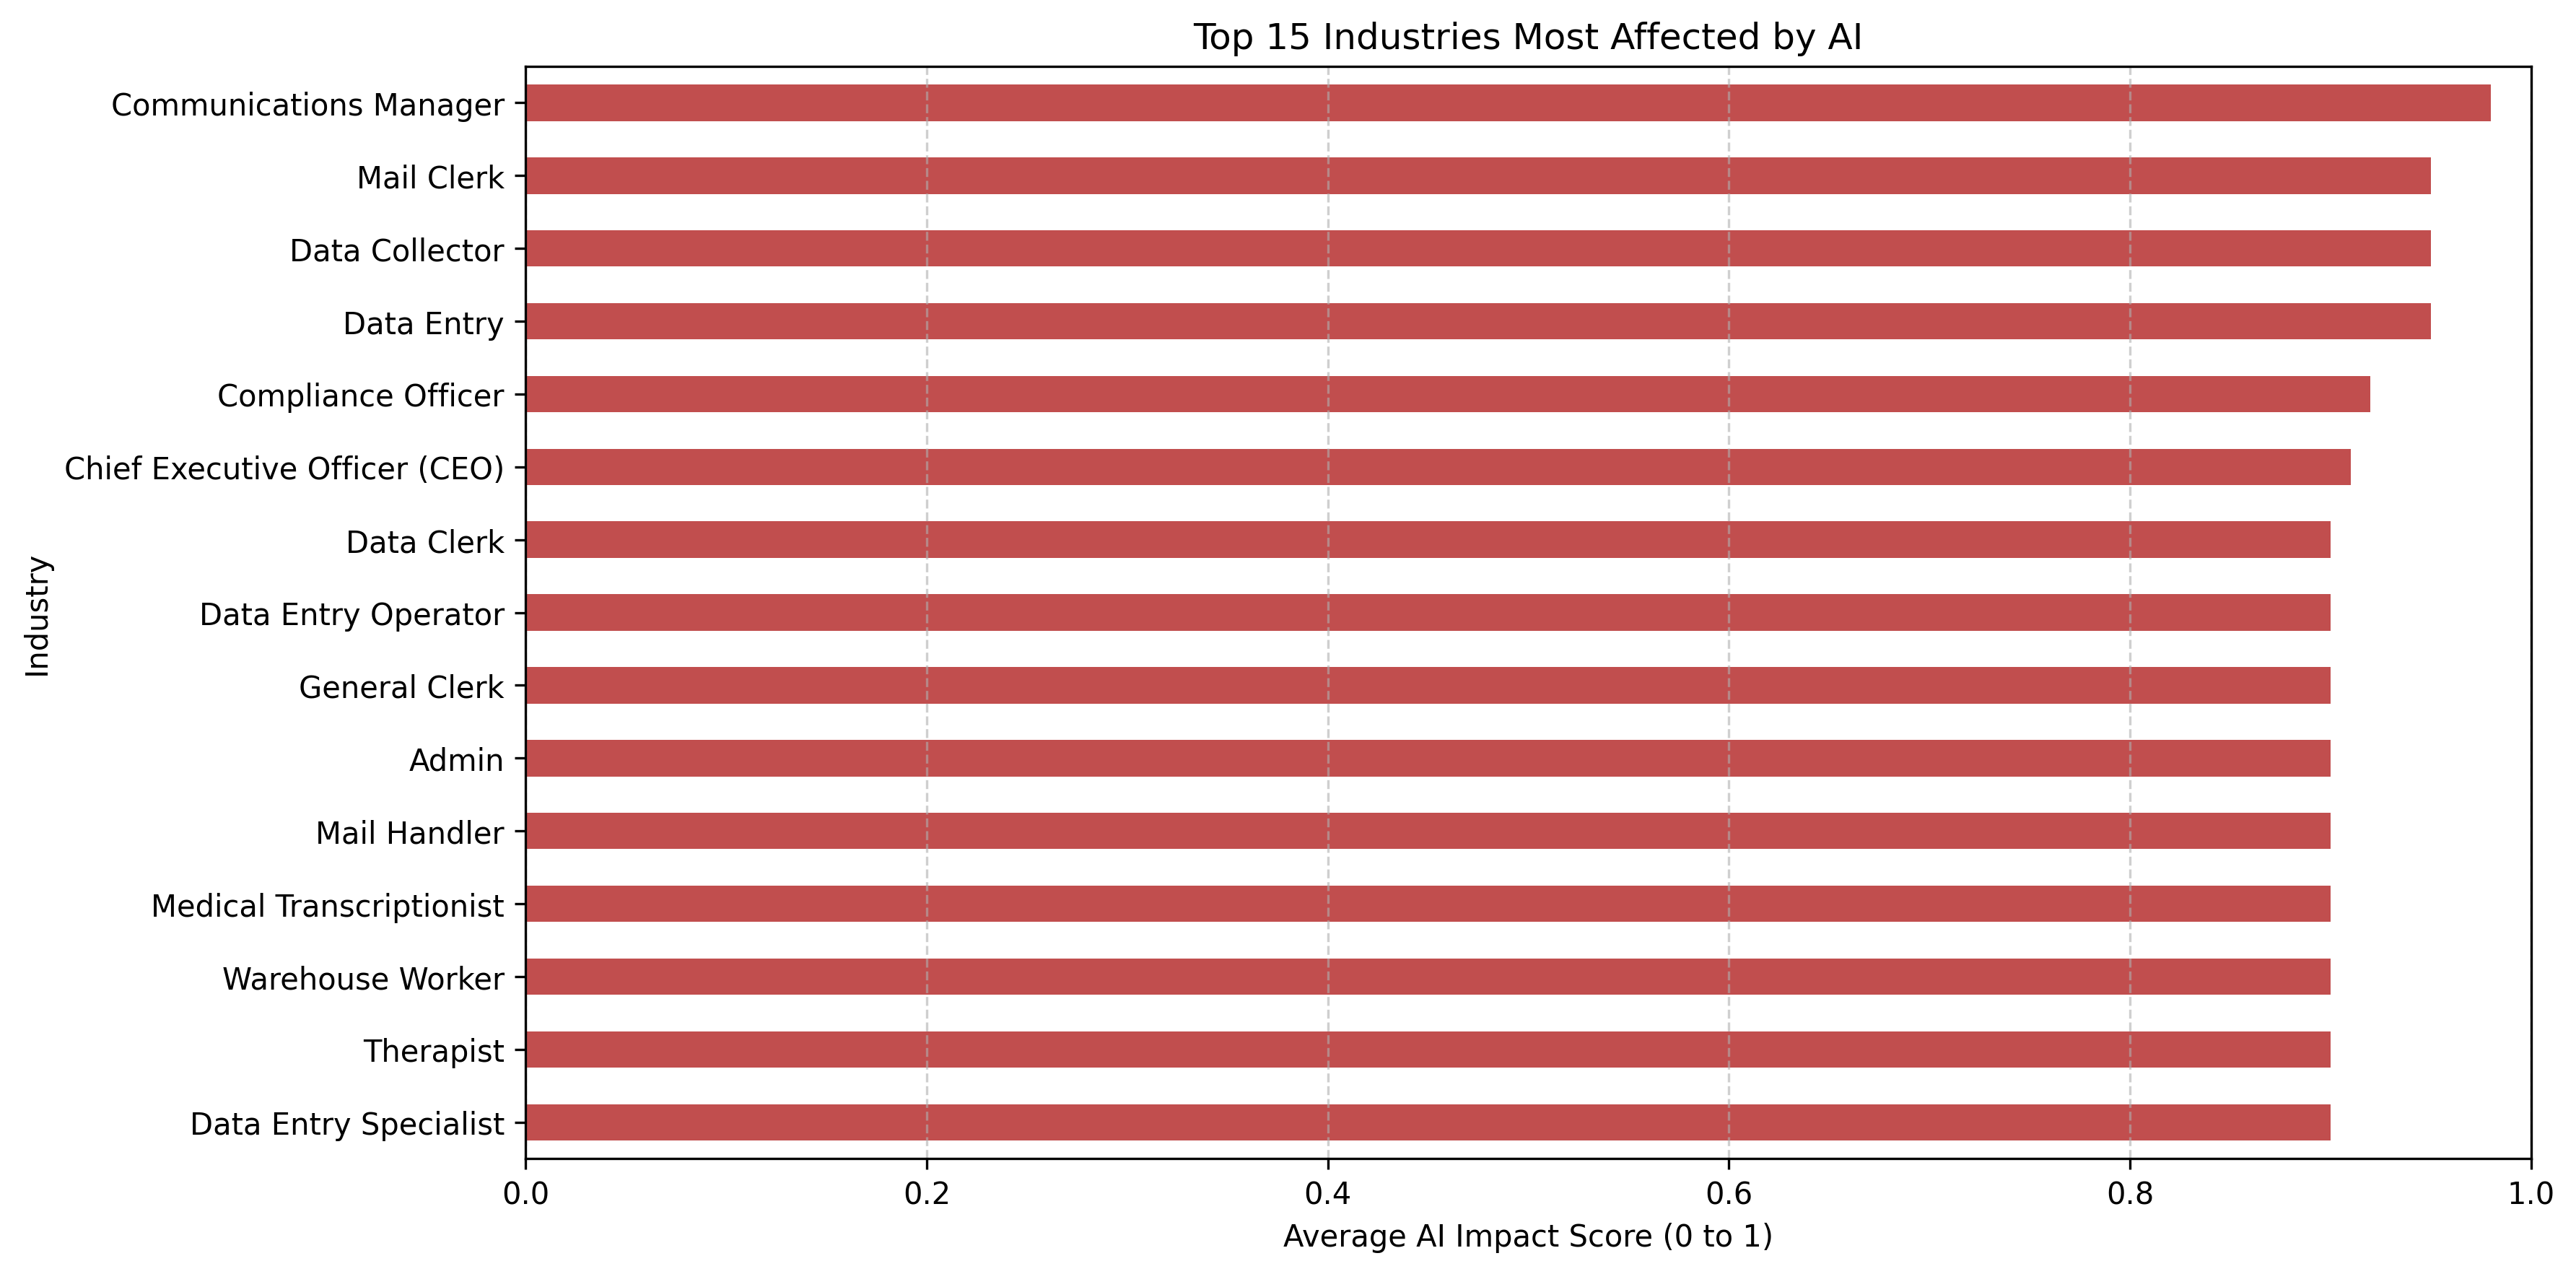 Top 15 Industries Most Affected by AI
Industry
Communications Manager
Mail Clerk
Data Collector
Data Entry
Compliance Officer
Chief Executive Officer (CEO)
Data Clerk
Data Entry Operator
General Clerk
Admin
Mail Handler
Medical Transcriptionist
Warehouse Worker
Therapist
Data Entry Specialist
0.0 0.2 0.4 0.6 0.8 1.0
Average AI Impact Score (0 to 1)